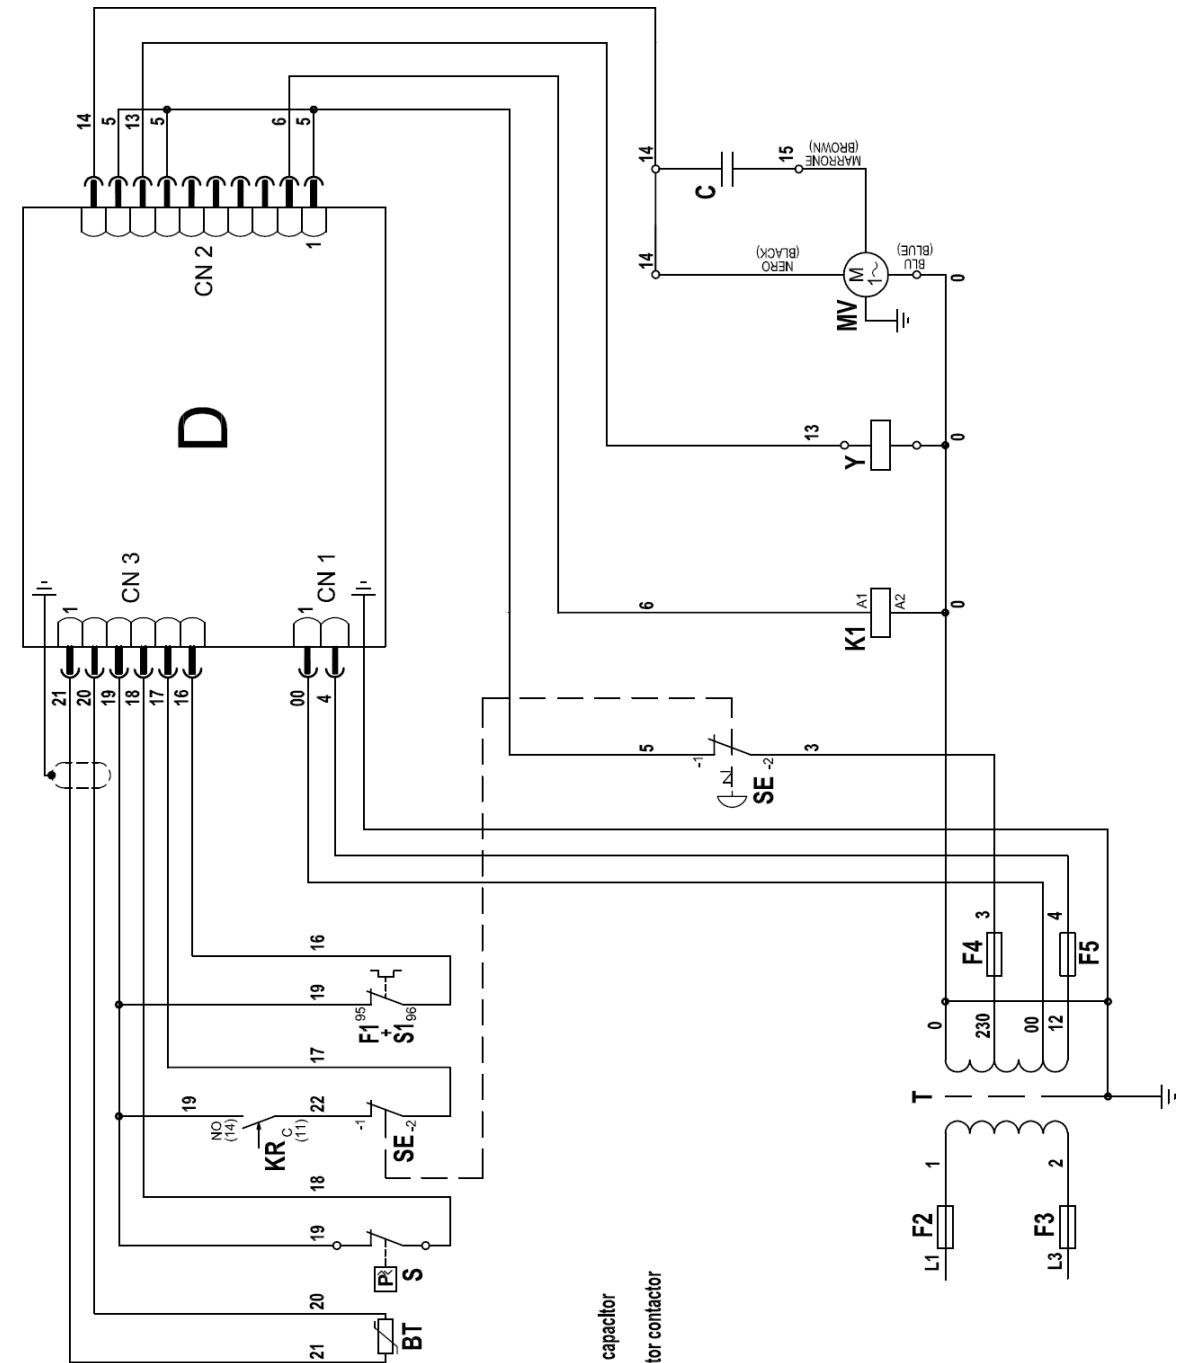 14
5
13
5
6
5
CN 2
1
D
14
C
15
MARRONE
(BROWN)
14
NERO
(BLACK)
M
1~
MV
BLU
(BLUE)
0
13
Y
0
6
A1
A2
K1
0
CN 3
1
CN 1
1
21
20
19
18
17
16
00
4
5
-1
SE
-2
3
16
19
95
F1
+
S1
96
17
19
NO
(14)
KR
C
(11)
22
-1
SE
-2
18
19
P
S
20
21
BT
3
F4
4
F5
0
230
00
12
T
1
2
F2
F3
L1
L3
capacitor
tor contactor